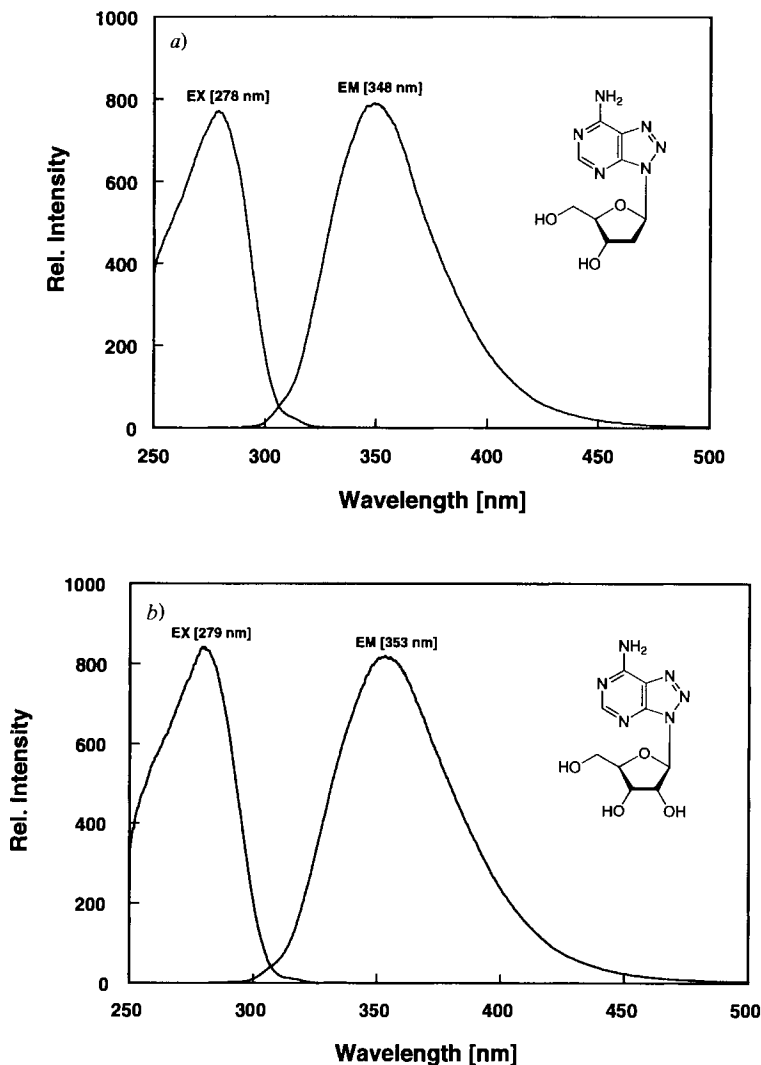 a)
EX [278 nm]
EM [348 nm]
1000
800
600
400
200
0
Rel. Intensity
250
300
350
400
450
500
Wavelength [nm]
NH2
N
N
N
N
N
O
HO
HO
b)
EX [279 nm]
EM [353 nm]
1000
800
600
400
200
0
Rel. Intensity
250
300
350
400
450
500
Wavelength [nm]
NH2
N
N
N
N
N
O
HO
HO
OH